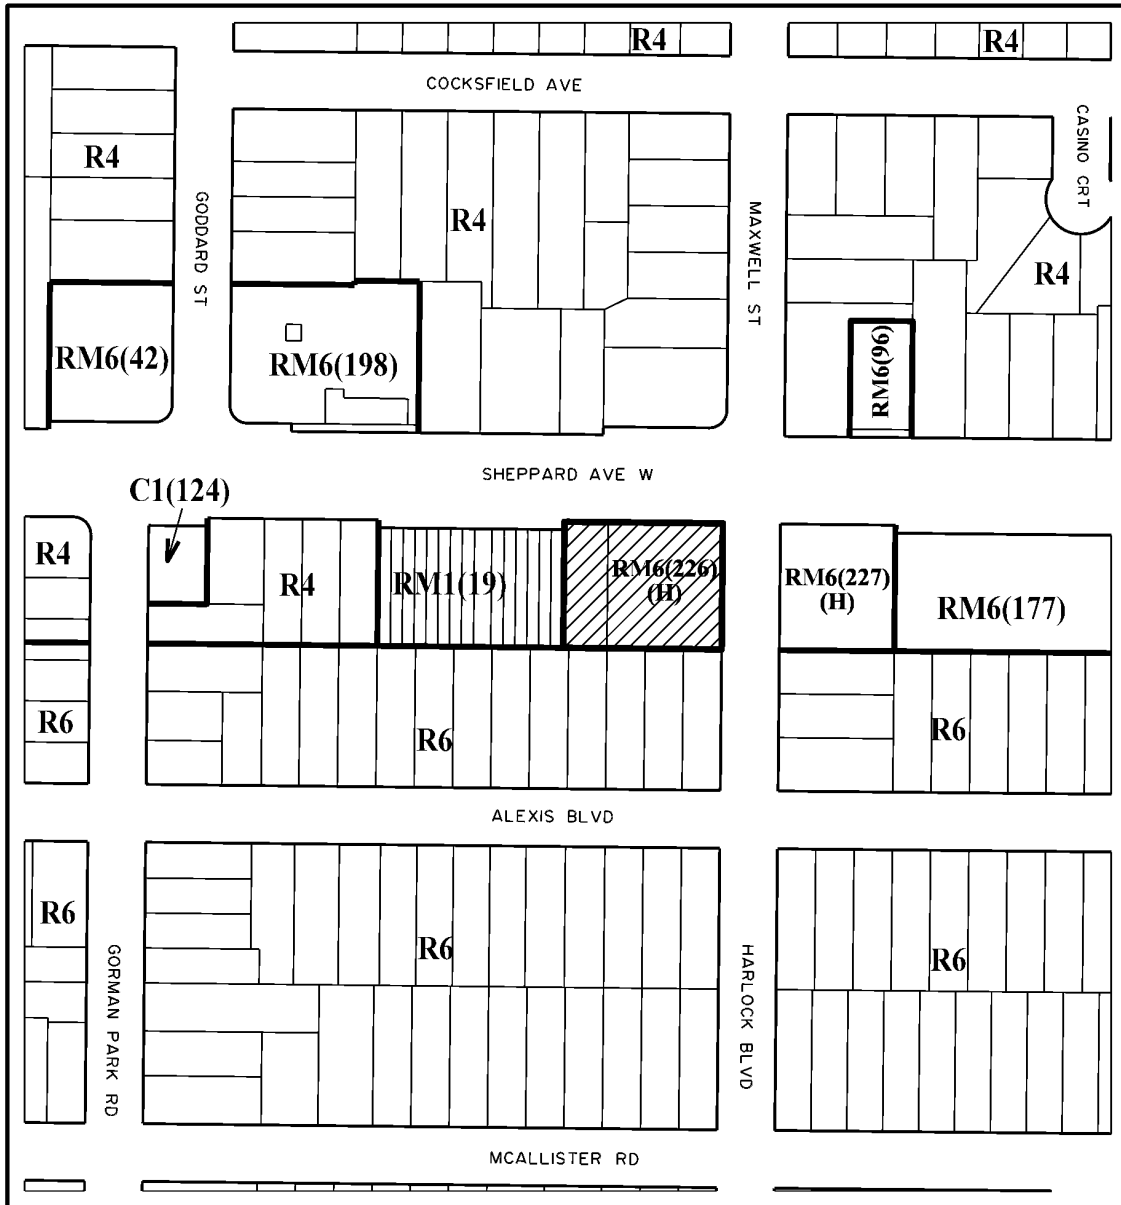 R4
R4
COCKSFIELD AVE
CASINO CRT
R4
GODDARD ST
R4
MAXWELL ST
R4
RM6(42)
RM6(198)
RM6(96)
SHEPPARD AVE W
C1(124)
R4
R4
RM1(19)
RM6(226)
(H)
RM6(227)
(H)
RM6(177)
R6
R6
R6
ALEXIS BLVD
R6
R6
R6
GORMAN PARK RD
HARLOCK BLVD
MCALLISTER RD